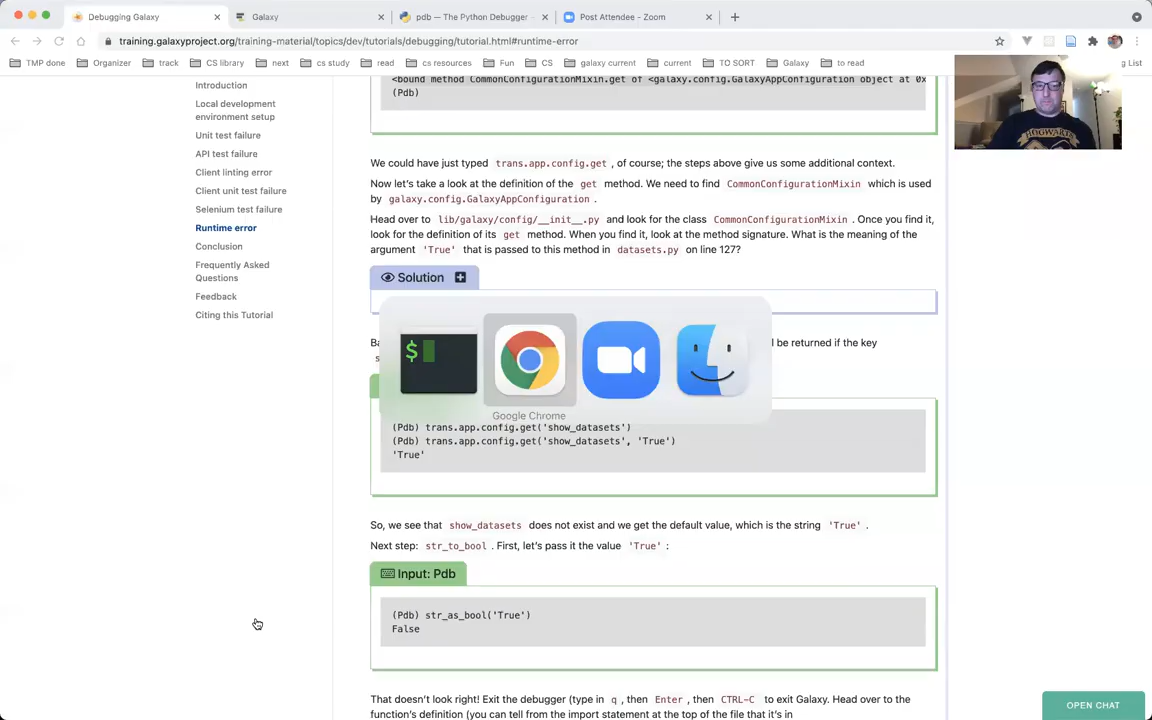 Debugging Galaxy
Galaxy
pdb — The Python Debugger
Post Attendee - Zoom
training.galaxyproject.org/training-material/topics/dev/tutorials/debugging/tutorial.html#runtime-error
TMP done
Organizer
track
CS library
next
cs study
read
cs resources
Fun
CS
galaxy current
current
TO SORT
Galaxy
to read
g List
Introduction
Local development
environment setup
Unit test failure
API test failure
Client linting error
Client unit test failure
Selenium test failure
Runtime error
Conclusion
Frequently Asked
Questions
Feedback
Citing this Tutorial
<bound method CommonConfigurationMixin.get of <galaxy.config.GalaxyAppConfiguration object at 0x
(Pdb)
We could have just typed trans.app.config.get , of course; the steps above give us some additional context.
Now let's take a look at the definition of the get method. We need to find CommonConfigurationMixin which is used
by galaxy.config.GalaxyAppConfiguration .
Head over to lib/galaxy/config/__init__.py and look for the class CommonConfigurationMixin . Once you find it,
look for the definition of its get method. When you find it, look at the method signature. What is the meaning of the
argument 'True' that is passed to this method in datasets.py on line 127?
Solution
Ba
l be returned if the key
s
$
Google Chrome
(Pdb) trans.app.config.get('show_datasets')
(Pdb) trans.app.config.get('show_datasets', 'True')
'True'
So, we see that show_datasets does not exist and we get the default value, which is the string 'True' .
Next step: str_to_bool . First, let's pass it the value 'True' :
Input: Pdb
(Pdb) str_as_bool('True')
False
That doesn't look right! Exit the debugger (type in q , then Enter , then CTRL-C to exit Galaxy. Head over to the
function's definition (you can tell from the import statement at the top of the file that it's in
HOGWARTS
OPEN CHAT